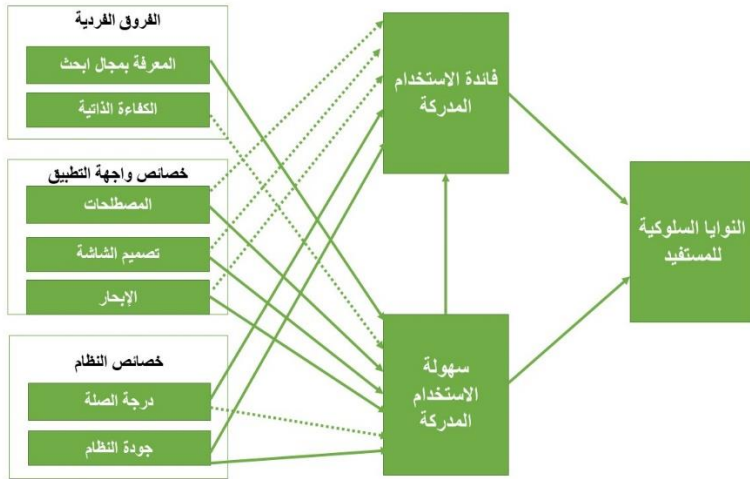 الفروق الفردية
المعرفة بمجال ابحث
الكفاءة الذاتية
خصائص واجهة التطبيق
المصطلحات
تصميم الشاشة
الإبحار
خصائص النظام
درجة الصلة
جودة النظام
فائدة الاستخدام
المدركة
سهولة
الاستخدام
المدركة
النوايا السلوكية
للمستفيد